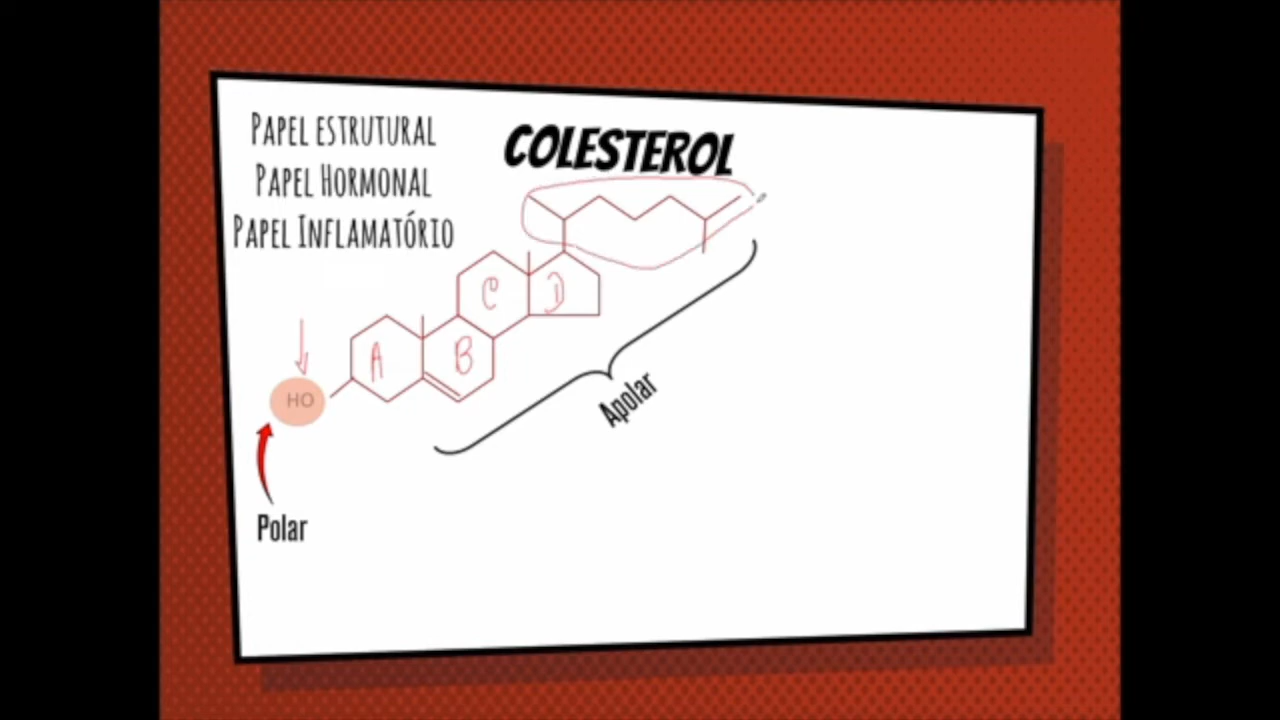 Papel estrutural
Papel Hormonal
Papel Inflamatório
COLESTEROL
C
D
A
B
HO
Apolar
Polar